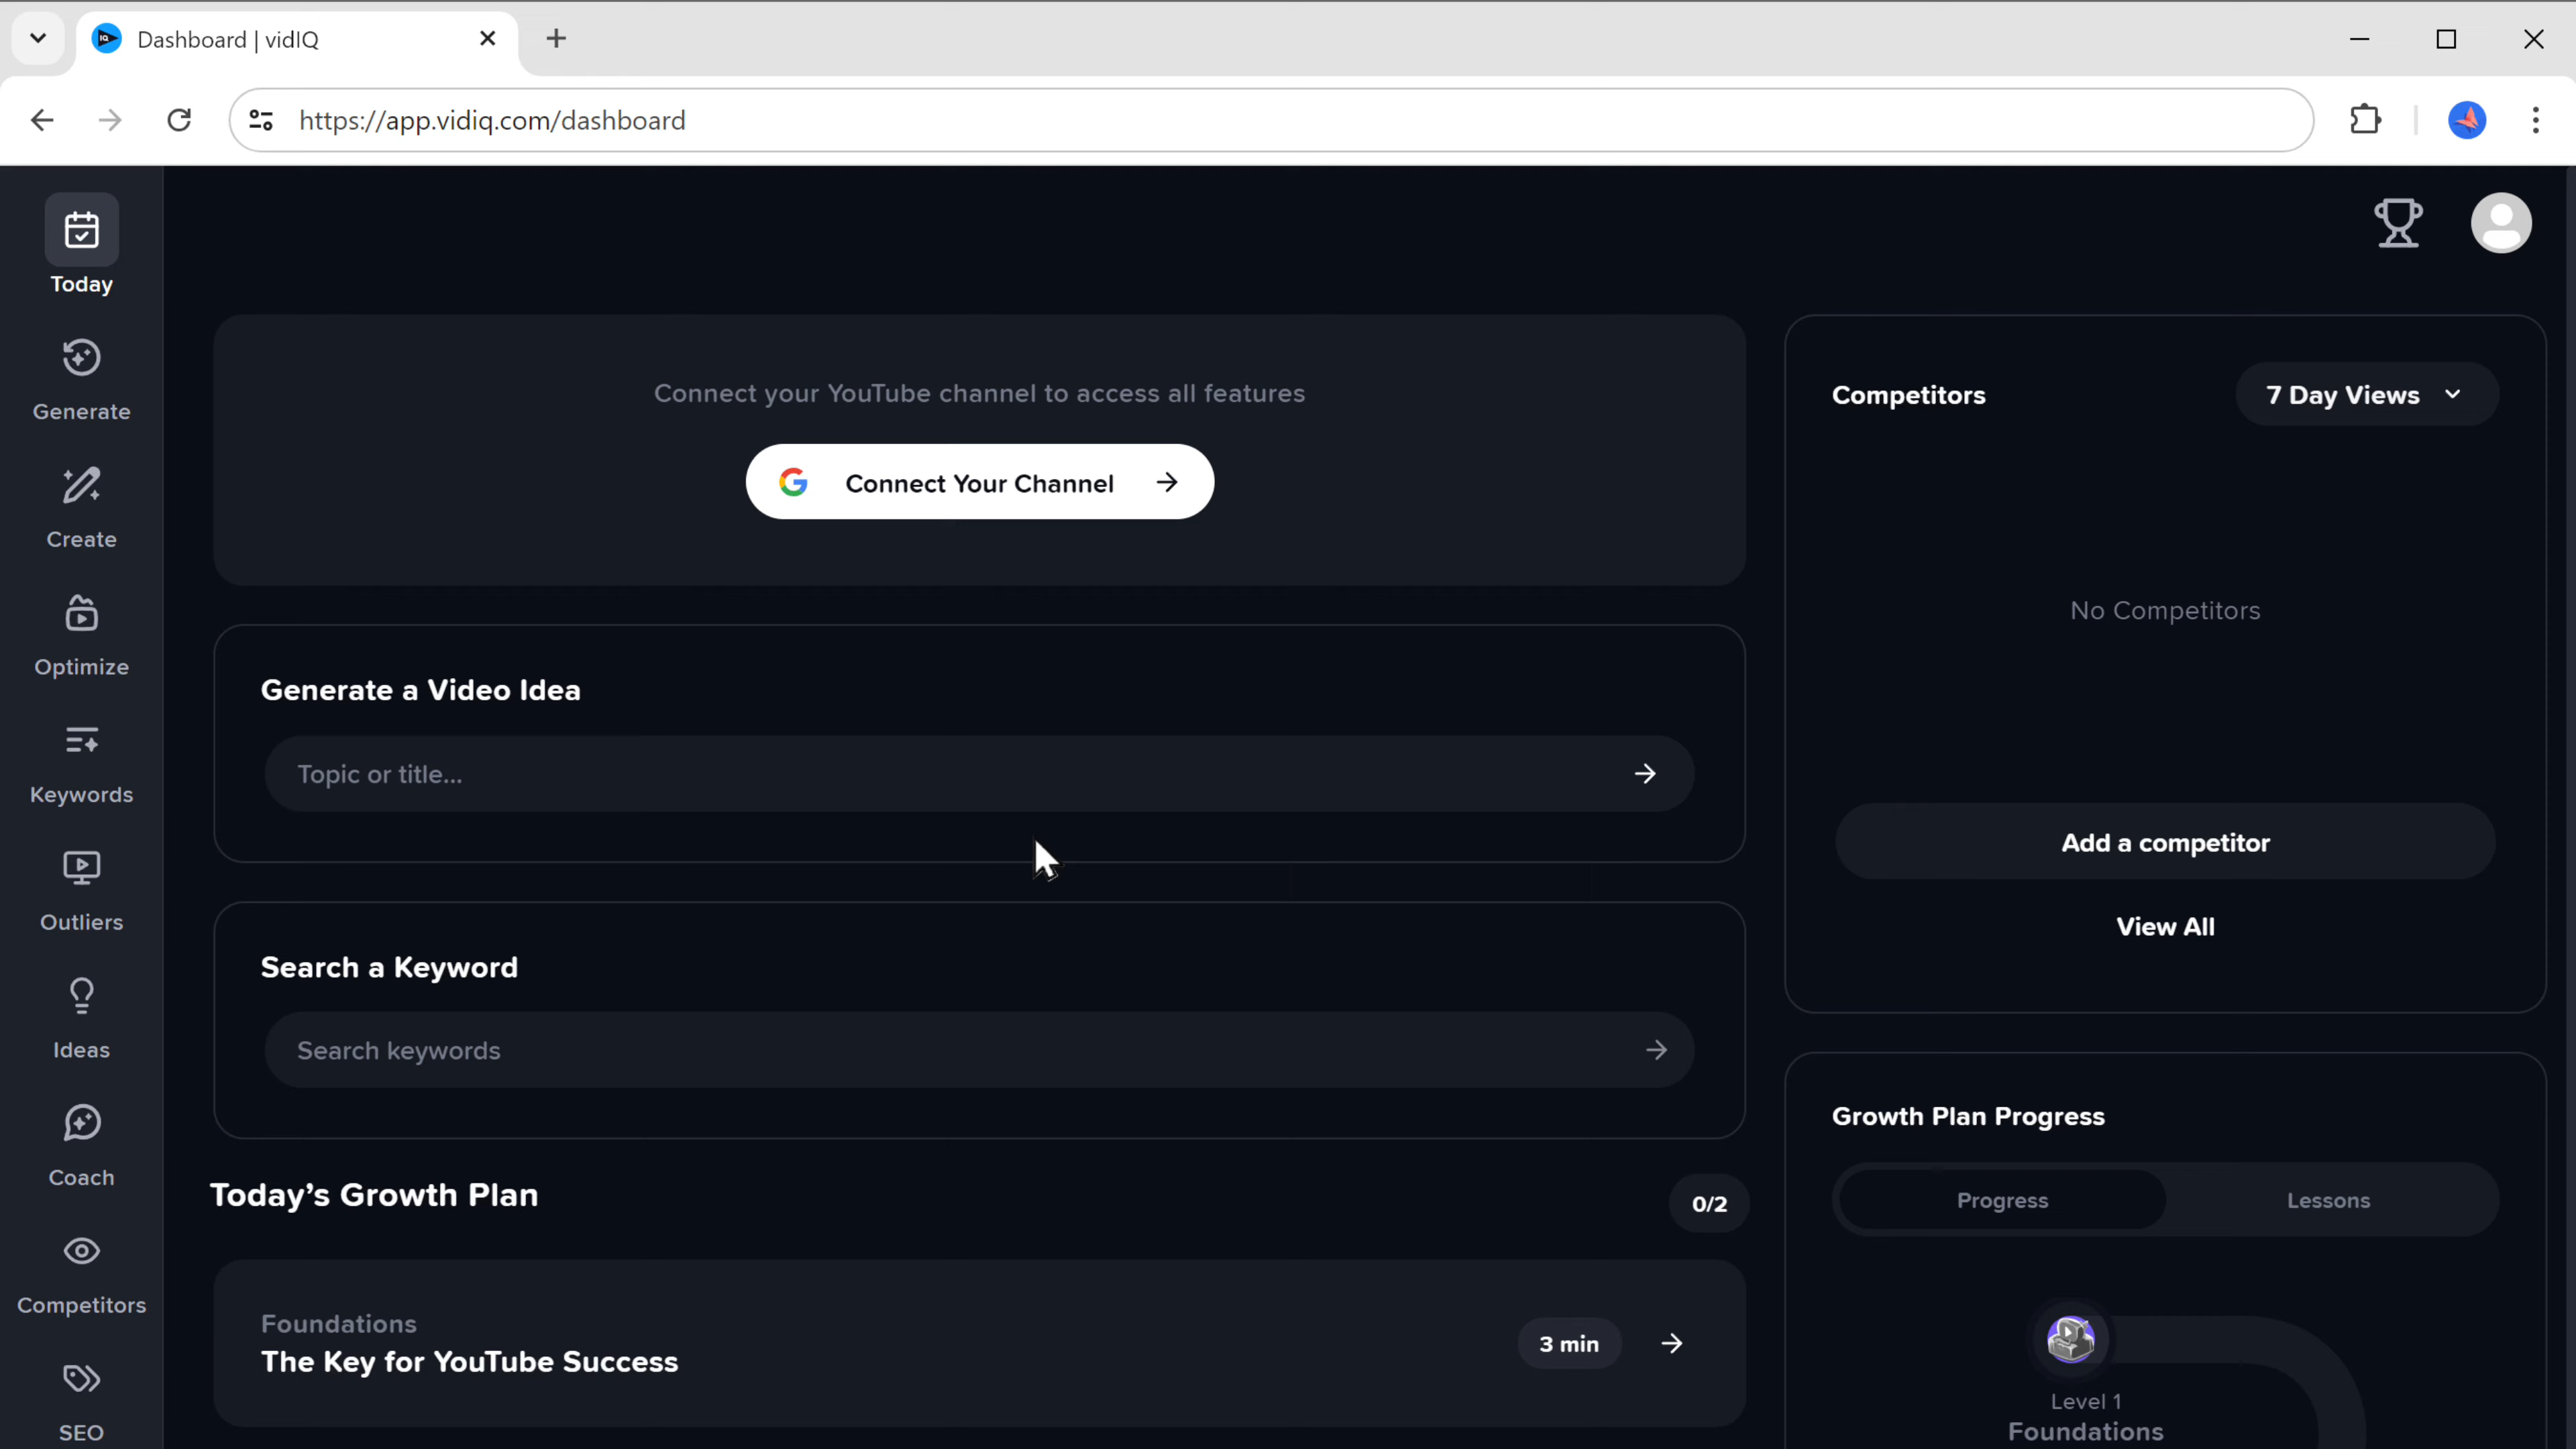 Dashboard | vidIQ
https://app.vidiq.com/dashboard
Today
Generate
Create
Optimize
Keywords
Outliers
Ideas
Coach
Competitors
SEO
Connect your YouTube channel to access all features
Connect Your Channel
Generate a Video Idea
Topic or title...
Search a Keyword
Search keywords
Today’s Growth Plan
0/2
Foundations
The Key for YouTube Success
3 min
Competitors
7 Day Views
No Competitors
Add a competitor
View All
Growth Plan Progress
Progress
Lessons
Level 1
Foundations